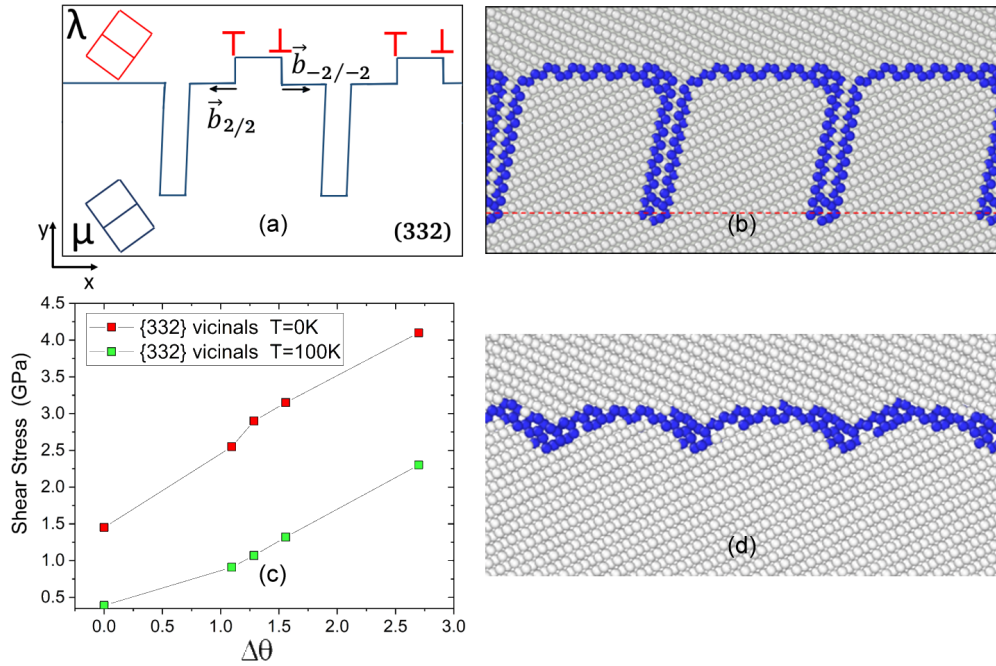 λ
b⃗₋₂/₋₂
b⃗₂/₂
μ
(a)
(332)
y
x
(b)
4.5
4.0
3.5
3.0
2.5
2.0
1.5
1.0
0.5
Shear Stress (GPa)
{332} vicinals T=0K
{332} vicinals T=100K
(c)
0.0 0.5 1.0 1.5 2.0 2.5 3.0
Δθ
(d)